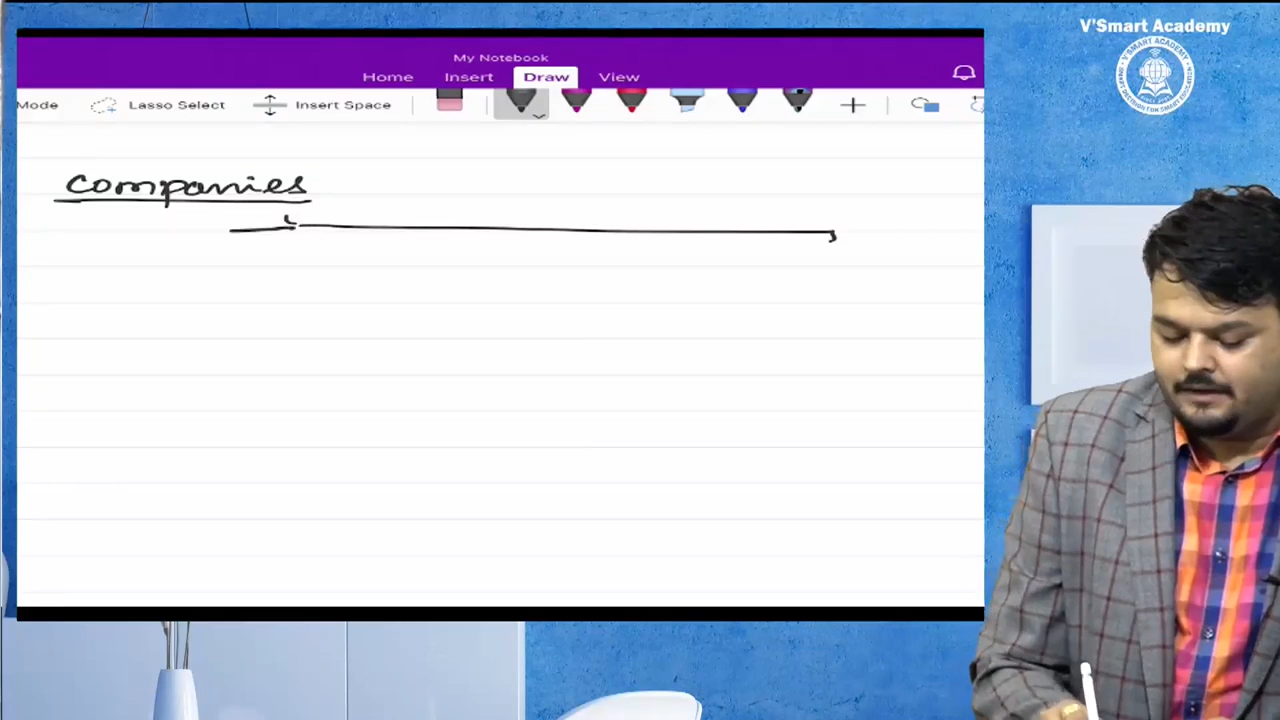 V'Smart Academy
My Notebook
Home Insert Draw View
Mode Lasso Select Insert Space
Companies